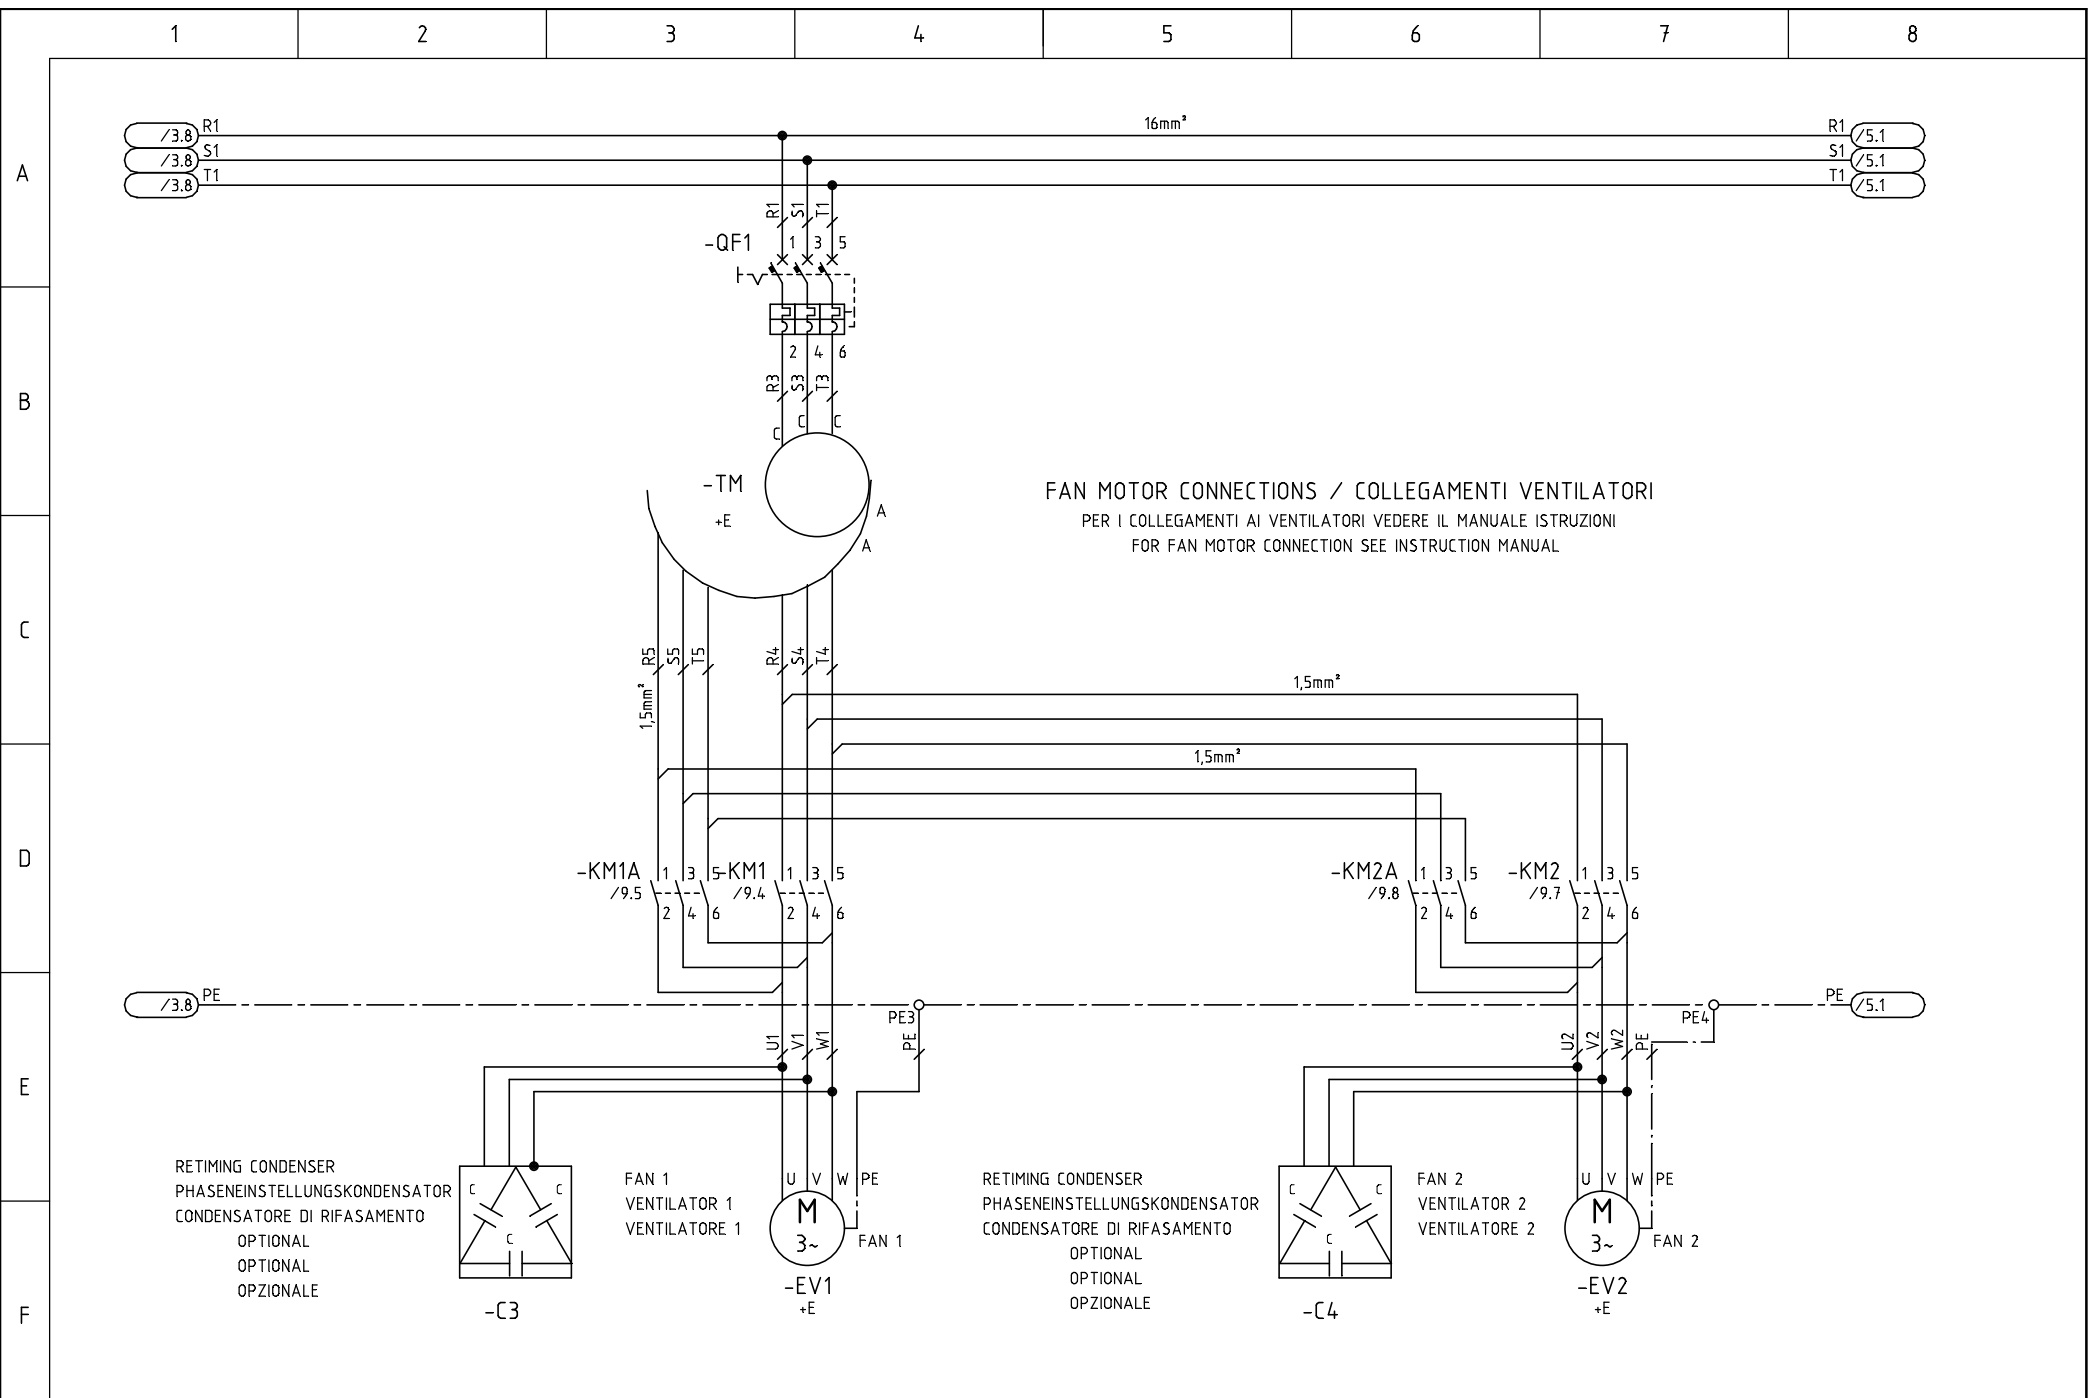 1 2 3 4 5 6 7 8
A
B
C
D
E
F
/3.8 R1
/3.8 S1
/3.8 T1
16mm²
R1 /5.1
S1 /5.1
T1 /5.1
R1 S1 T1
-QF1 1 3 5
2 4 6
R3 S3 T3
C C C
-TM
+E
A
A
FAN MOTOR CONNECTIONS / COLLEGAMENTI VENTILATORI
PER I COLLEGAMENTI AI VENTILATORI VEDERE IL MANUALE ISTRUZIONI
FOR FAN MOTOR CONNECTION SEE INSTRUCTION MANUAL
R5 S5 T5 R4 S4 T4
1,5mm²
1,5mm²
1,5mm²
-KM1A 1 3 5
/9.5 2 4 6
-KM1 1 3 5
/9.4 2 4 6
-KM2A 1 3 5
/9.8 2 4 6
-KM2 1 3 5
/9.7 2 4 6
/3.8 PE
PE /5.1
PE3
PE4
U1 V1 W1 PE
U2 V2 W2 PE
RETIMING CONDENSER
PHASENEINSTELLUNGSKONDENSATOR
CONDENSATORE DI RIFASAMENTO
OPTIONAL
OPTIONAL
OPZIONALE
C C
C
-C3
FAN 1
VENTILATOR 1
VENTILATORE 1
U V W PE
M
3~
FAN 1
-EV1
+E
RETIMING CONDENSER
PHASENEINSTELLUNGSKONDENSATOR
CONDENSATORE DI RIFASAMENTO
OPTIONAL
OPTIONAL
OPZIONALE
C C
C
-C4
FAN 2
VENTILATOR 2
VENTILATORE 2
U V W PE
M
3~
FAN 2
-EV2
+E